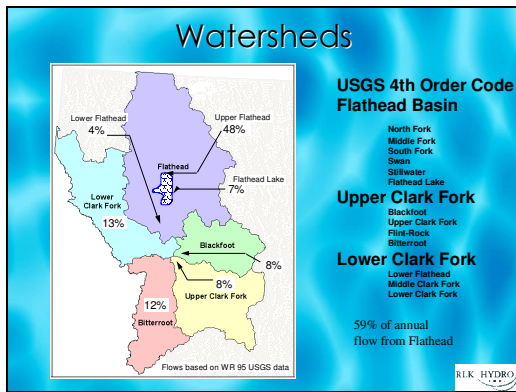 Watersheds
Lower Flathead
4%
Upper Flathead
48%
Flathead
Flathead Lake
7%
Lower
Clark Fork
13%
Blackfoot
8%
8%
Upper Clark Fork
12%
Bitterroot
Flows based on WR 95 USGS data
USGS 4th Order Code
Flathead Basin
North Fork
Middle Fork
South Fork
Swan
Stillwater
Flathead Lake
Upper Clark Fork
Blackfoot
Upper Clark Fork
Flint-Rock
Bitterroot
Lower Clark Fork
Lower Flathead
Middle Clark Fork
Lower Clark Fork
59% of annual
flow from Flathead
RLK HYDRO